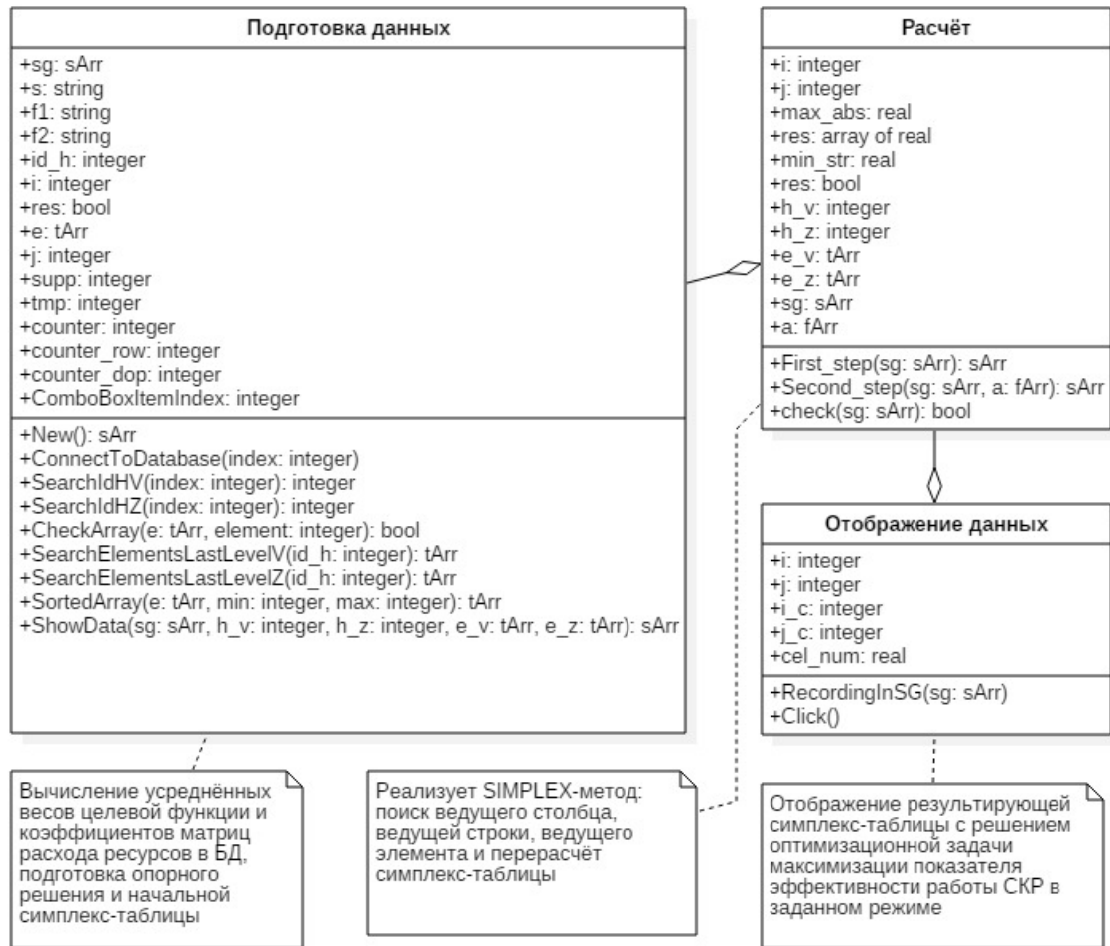 Подготовка данных
+sg: sArr
+s: string
+f1: string
+f2: string
+id_h: integer
+i: integer
+res: bool
+e: tArr
+j: integer
+supp: integer
+tmp: integer
+counter: integer
+counter_row: integer
+counter_dop: integer
+ComboBoxItemIndex: integer
+New(): sArr
+ConnectToDatabase(index: integer)
+SearchIdHV(index: integer): integer
+SearchIdHZ(index: integer): integer
+CheckArray(e: tArr, element: integer): bool
+SearchElementsLastLevelV(id_h: integer): tArr
+SearchElementsLastLevelZ(id_h: integer): tArr
+SortedArray(e: tArr, min: integer, max: integer): tArr
+ShowData(sg: sArr, h_v: integer, h_z: integer, e_v: tArr, e_z: tArr): sArr
Расчёт
+i: integer
+j: integer
+max_abs: real
+res: array of real
+min_str: real
+res: bool
+h_v: integer
+h_z: integer
+e_v: tArr
+e_z: tArr
+sg: sArr
+a: fArr
+First_step(sg: sArr): sArr
+Second_step(sg: sArr, a: fArr): sArr
+check(sg: sArr): bool
Отображение данных
+i: integer
+j: integer
+i_c: integer
+j_c: integer
+cel_num: real
+RecordingInSG(sg: sArr)
+Click()
Вычисление усреднённых
весов целевой функции и
коэффициентов матриц
расхода ресурсов в БД,
подготовка опорного
решения и начальной
симплекс-таблицы
Реализует SIMPLEX-метод:
поиск ведущего столбца,
ведущей строки, ведущего
элемента и перерасчёт
симплекс-таблицы
Отображение результирующей
симплекс-таблицы с решением
оптимизационной задачи
максимизации показателя
эффективности работы СКР в
заданном режиме